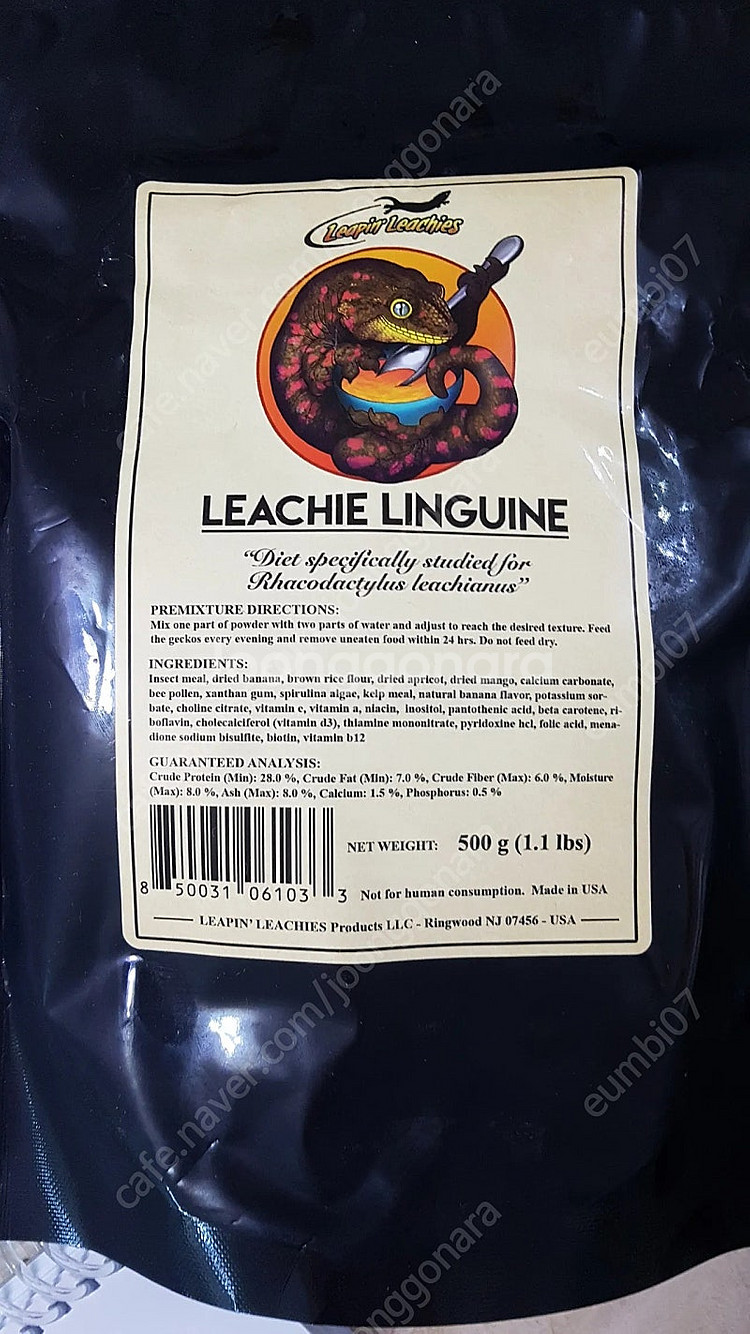 Leapin' Leachies
LEACHIE LINGUINE
"Diet specifically studied for
Rhacodactylus leachianus"
PREMIXTURE DIRECTIONS:
Mix one part of powder with two parts of water and adjust to reach the desired texture. Feed
the geckos every evening and remove uneaten food within 24 hrs. Do not feed dry.
INGREDIENTS:
Insect meal, dried banana, brown rice flour, dried apricot, dried mango, calcium carbonate,
bee pollen, xanthan gum, spirulina algae, kelp meal, natural banana flavor, potassium sor-
bate, choline citrate, vitamin e, vitamin a, niacin, inositol, pantothenic acid, beta carotene, ri-
boflavin, cholecalciferol (vitamin d3), thiamine mononitrate, pyridoxine hcl, folic acid, mena-
dione sodium bisulfite, biotin, vitamin b12
GUARANTEED ANALYSIS:
Crude Protein (Min): 28.0 %, Crude Fat (Min): 7.0 %, Crude Fiber (Max): 6.0 %, Moisture
(Max): 8.0 %, Ash (Max): 8.0 %, Calcium: 1.5 %, Phosphorus: 0.5 %
NET WEIGHT: 500 g (1.1 lbs)
8 50031 06103 3
Not for human consumption. Made in USA
LEAPIN' LEACHIES Products LLC - Ringwood NJ 07456 - USA
joonggonara
eumbi07
eumbi07
eumbi07
cafe.naver.com/joo